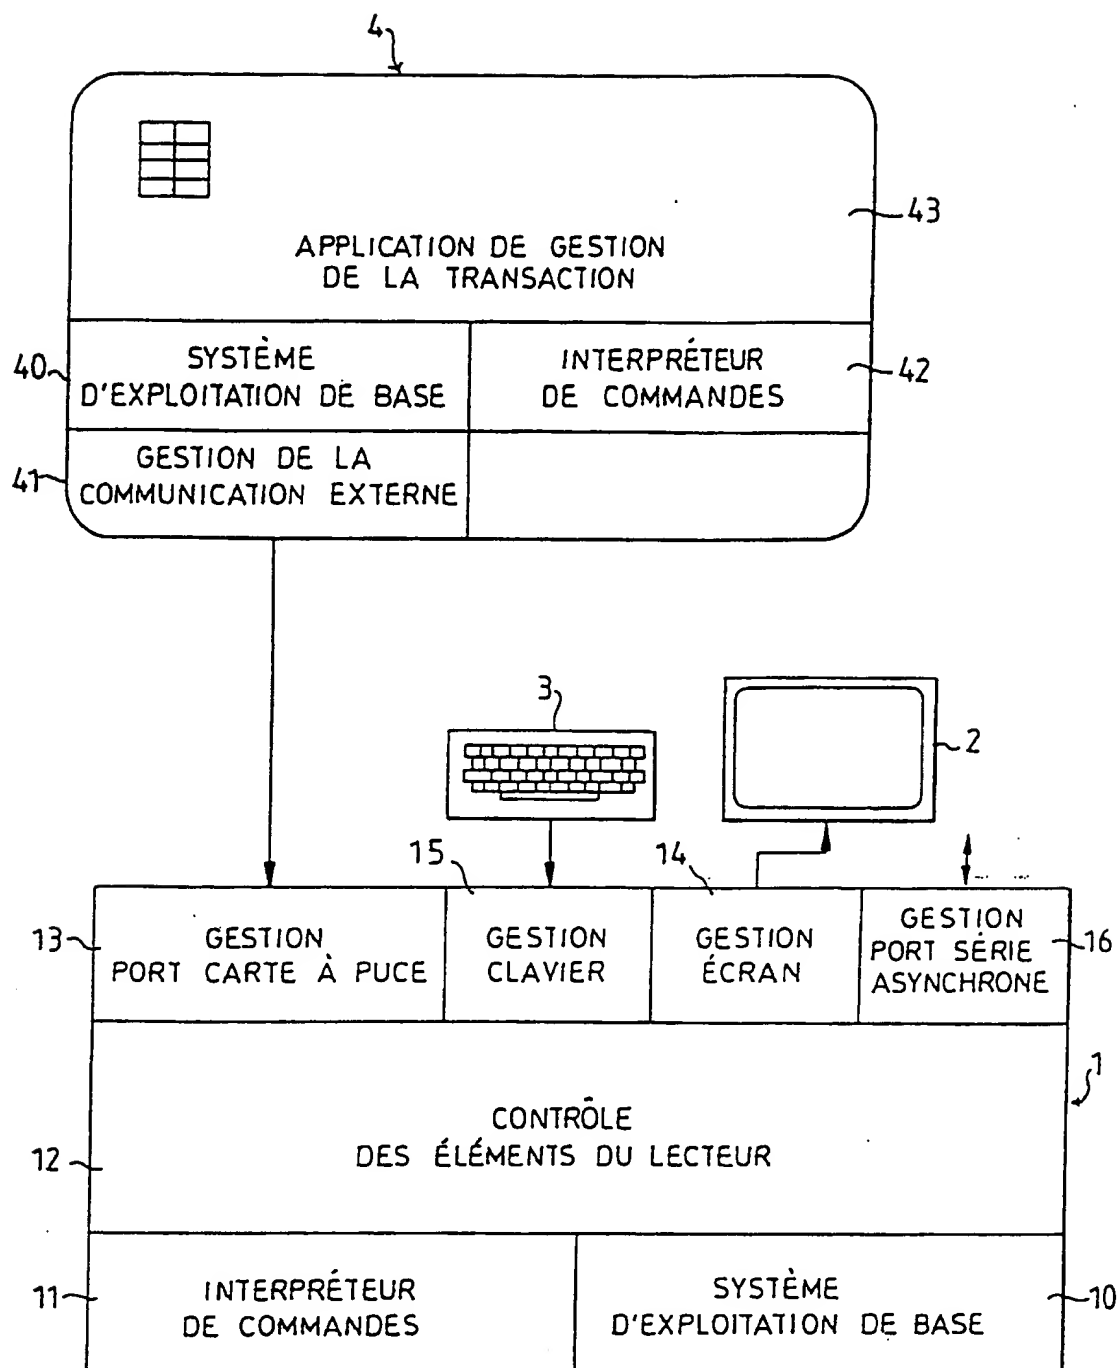 4
43
APPLICATION DE GESTION
DE LA TRANSACTION
40
SYSTÈME
D'EXPLOITATION DE BASE
INTERPRÉTEUR
DE COMMANDES
42
41
GESTION DE LA
COMMUNICATION EXTERNE
3
2
15
14
13
GESTION
PORT CARTE À PUCE
GESTION
CLAVIER
GESTION
ÉCRAN
GESTION
PORT SÉRIE
ASYNCHRONE
16
1
CONTRÔLE
DES ÉLÉMENTS DU LECTEUR
12
11
INTERPRÉTEUR
DE COMMANDES
SYSTÈME
D'EXPLOITATION DE BASE
10